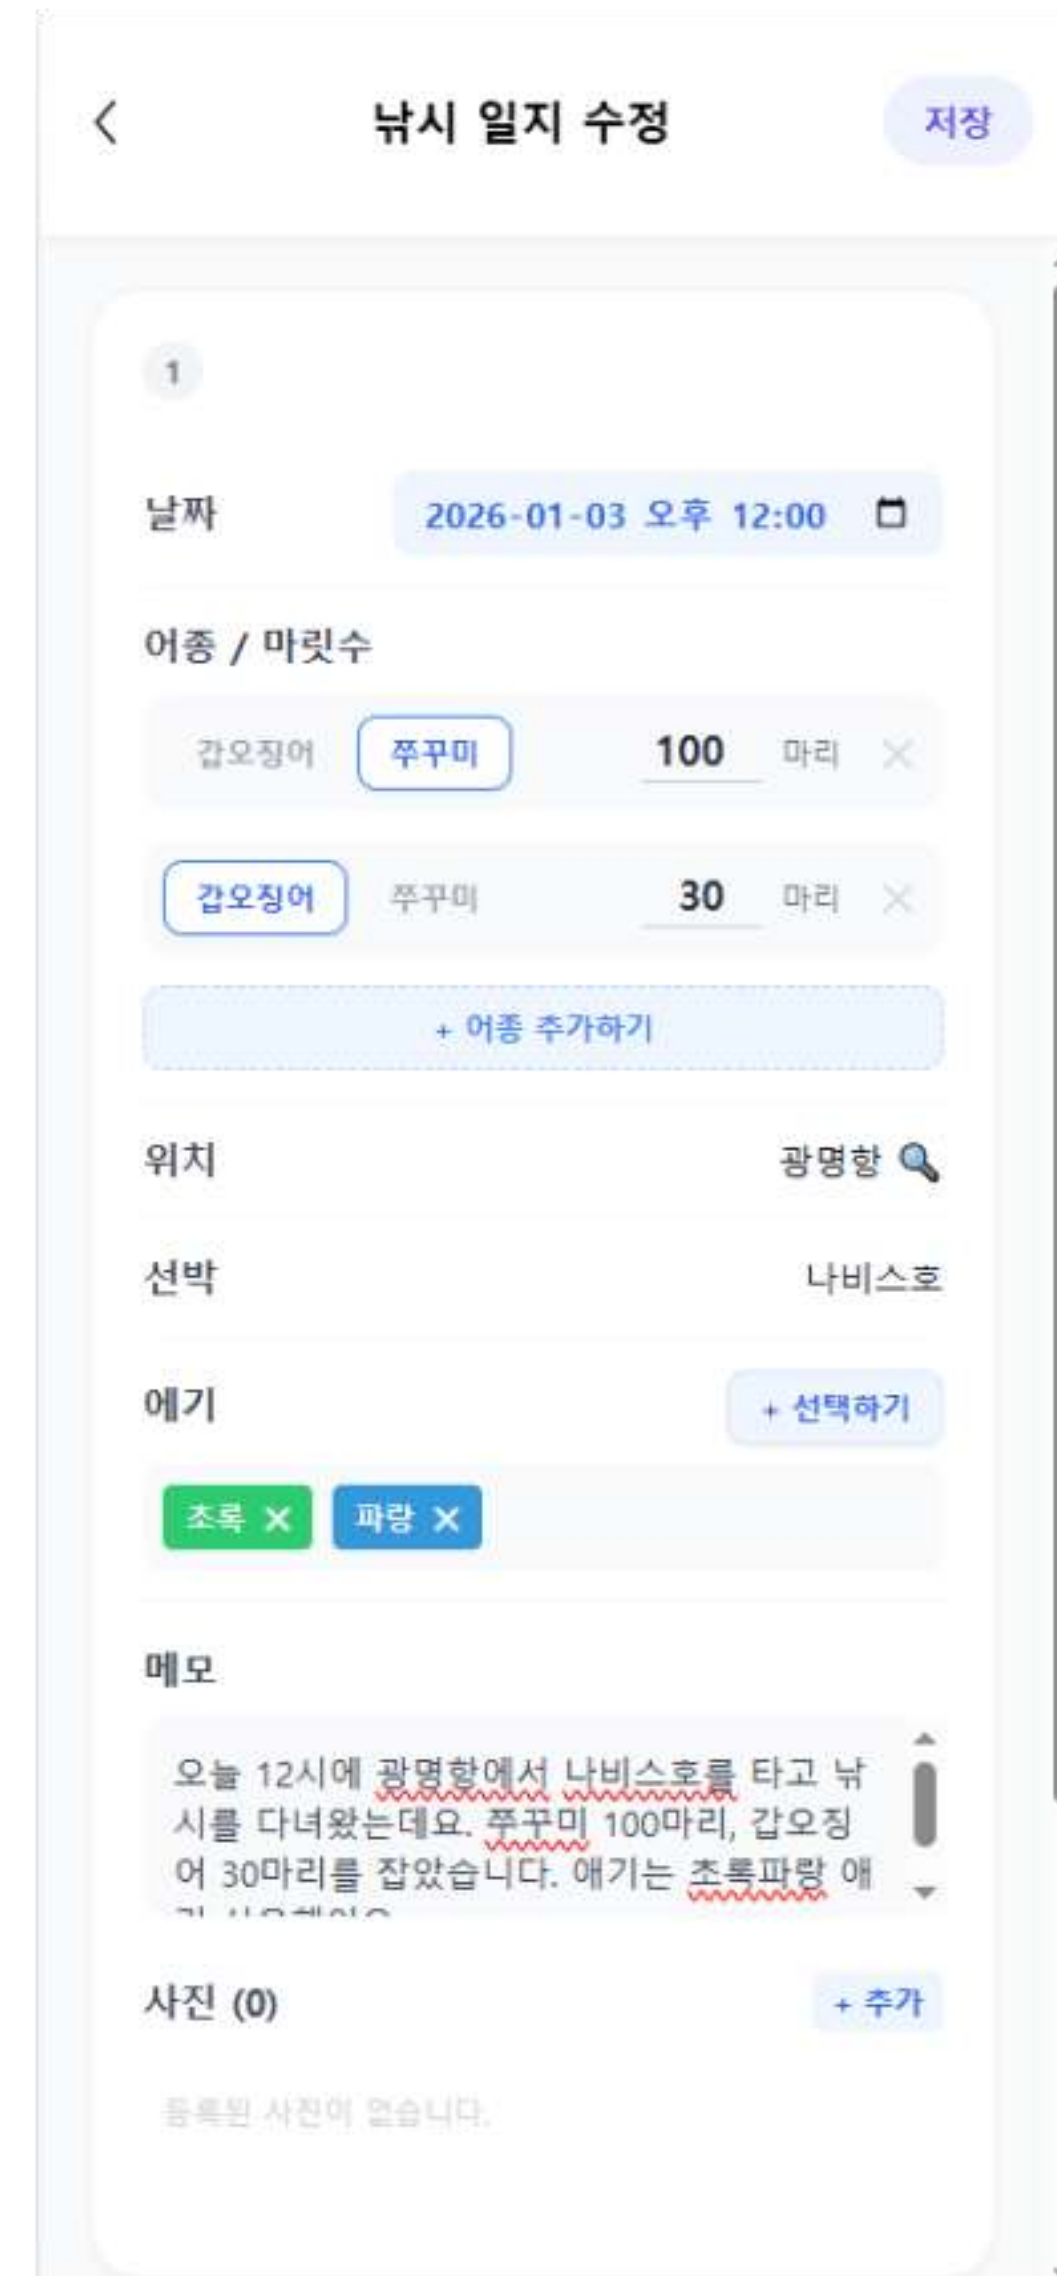 낚시 일지 수정 저장
1
날짜 2026-01-03 오후 12:00
어종 / 마릿수
갑오징어 쭈꾸미 100 마리 ×
갑오징어 쭈꾸미 30 마리 ×
+ 어종 추가하기
위치 광명항
선박 나비스호
에기 + 선택하기
초록 × 파랑 ×
메모
오늘 12시에 광명항에서 나비스호를 타고 낚
시를 다녀왔는데요. 쭈꾸미 100마리, 갑오징
어 30마리를 잡았습니다. 애기는 초록파랑 애
사진 (0) + 추가
등록된 사진이 없습니다.